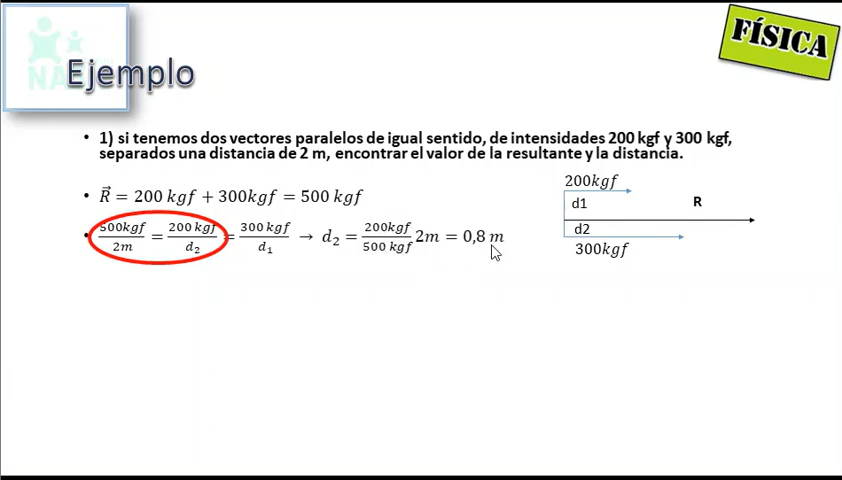 FÍSICA
NA
Ejemplo
• 1) si tenemos dos vectores paralelos de igual sentido, de intensidades 200 kgf y 300 kgf,
separados una distancia de 2 m, encontrar el valor de la resultante y la distancia.
200kgf
d1
R
d2
300kgf
• R⃗ = 200 kgf + 300kgf = 500 kgf
• 500kgf/2m = 200 kgf/d₂ = 300 kgf/d₁ → d₂ = 200kgf/500 kgf 2m = 0,8 m